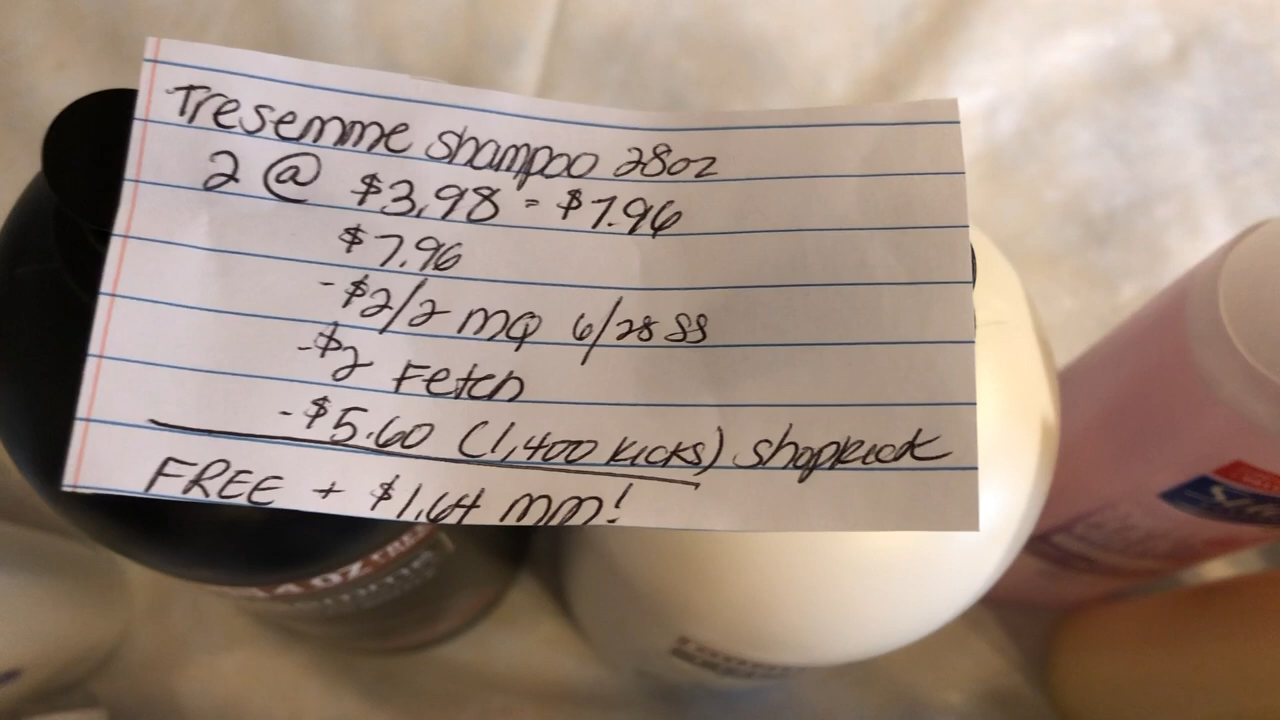 Tresemme shampoo 28oz
2 @ $3.98 = $7.96
$7.96
-$2/2 MQ 6/28 SS
-$2 Fetch
-$5.60 (1,400 kicks) shopkick
FREE + $1.64 mm!